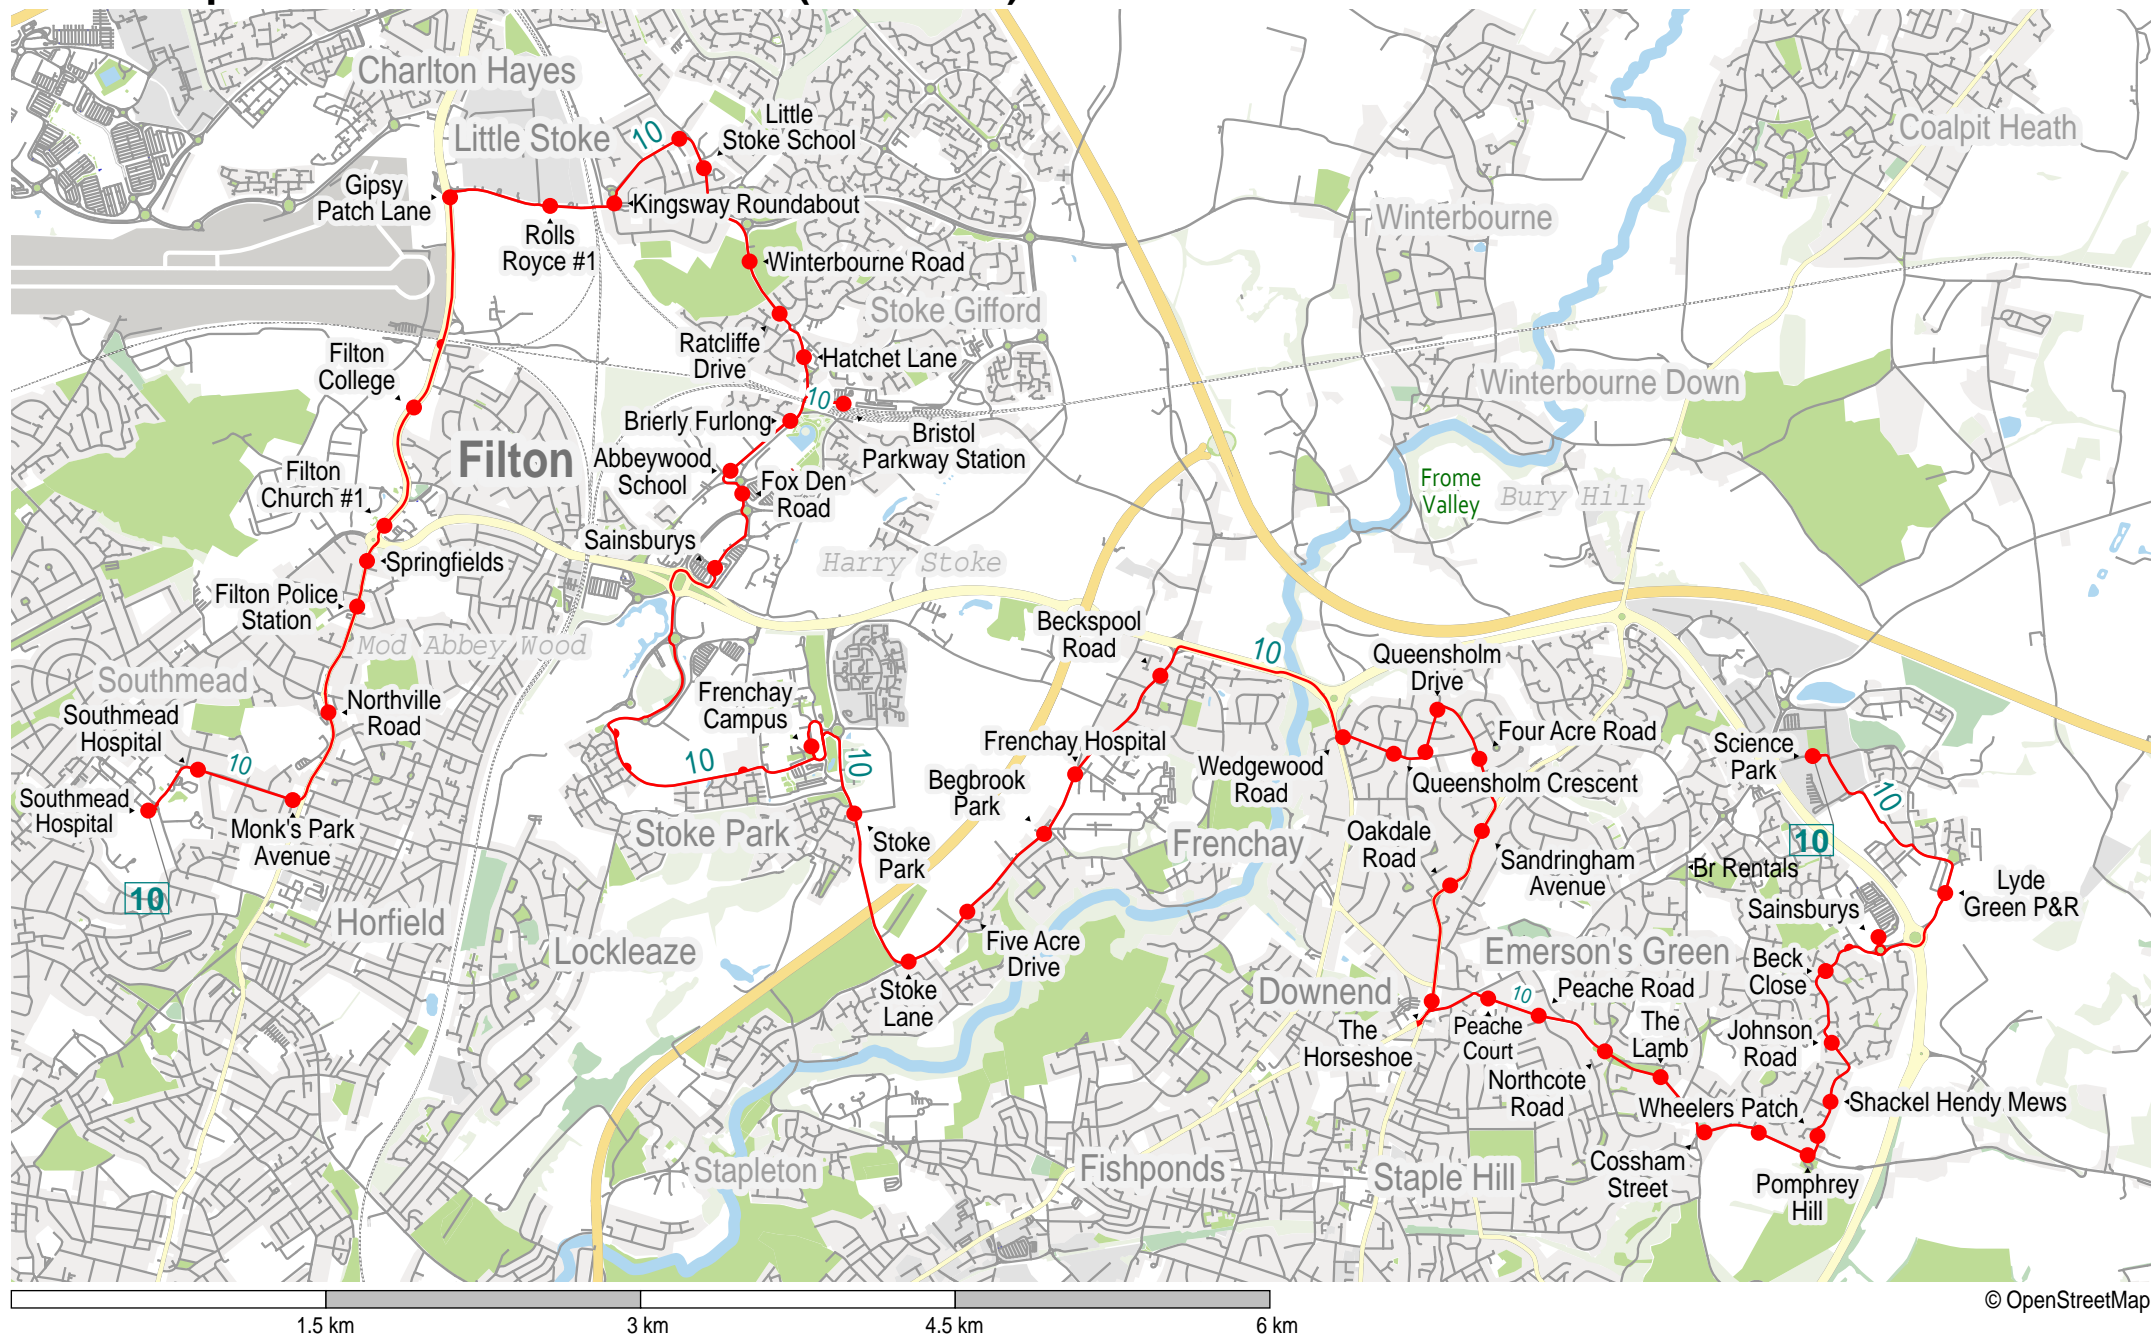 Charlton Hayes
Little Stoke
10
Little
Stoke School
Coalpit Heath
Gipsy
Patch Lane
Kingsway Roundabout
Rolls
Royce #1
Winterbourne
Winterbourne Road
Stoke Gifford
Filton
College
Ratcliffe
Drive
Hatchet Lane
10
Winterbourne Down
Brierly Furlong
Bristol
Parkway Station
Filton
Abbeywood
School
Fox Den
Road
Filton
Church #1
Frome
Valley
Bury Hill
Sainsburys
Harry Stoke
Springfields
Filton Police
Station
Mod Abbey Wood
Beckspool
Road
10
Queensholm
Drive
Southmead
Southmead
Hospital
10
Northville
Road
Frenchay
Campus
10
10
Frenchay Hospital
Four Acre Road
Science
Park
Southmead
Hospital
Monk's Park
Avenue
Begbrook
Park
Wedgewood
Road
Queensholm Crescent
10
10
Stoke Park
Stoke
Park
Frenchay
Oakdale
Road
Sandringham
Avenue
Br Rentals
Lyde
Green P&R
10
Horfield
Lockleaze
Five Acre
Drive
Sainsburys
Emerson's Green
Beck
Close
Stoke
Lane
Downend
10
Peache Road
The
Horseshoe
Peache
Court
The
Lamb
Johnson
Road
Northcote
Road
Wheelers Patch
Shackel Hendy Mews
Stapleton
Fishponds
Staple Hill
Cossham
Street
Pomphrey
Hill
© OpenStreetMap
1.5 km
3 km
4.5 km
6 km